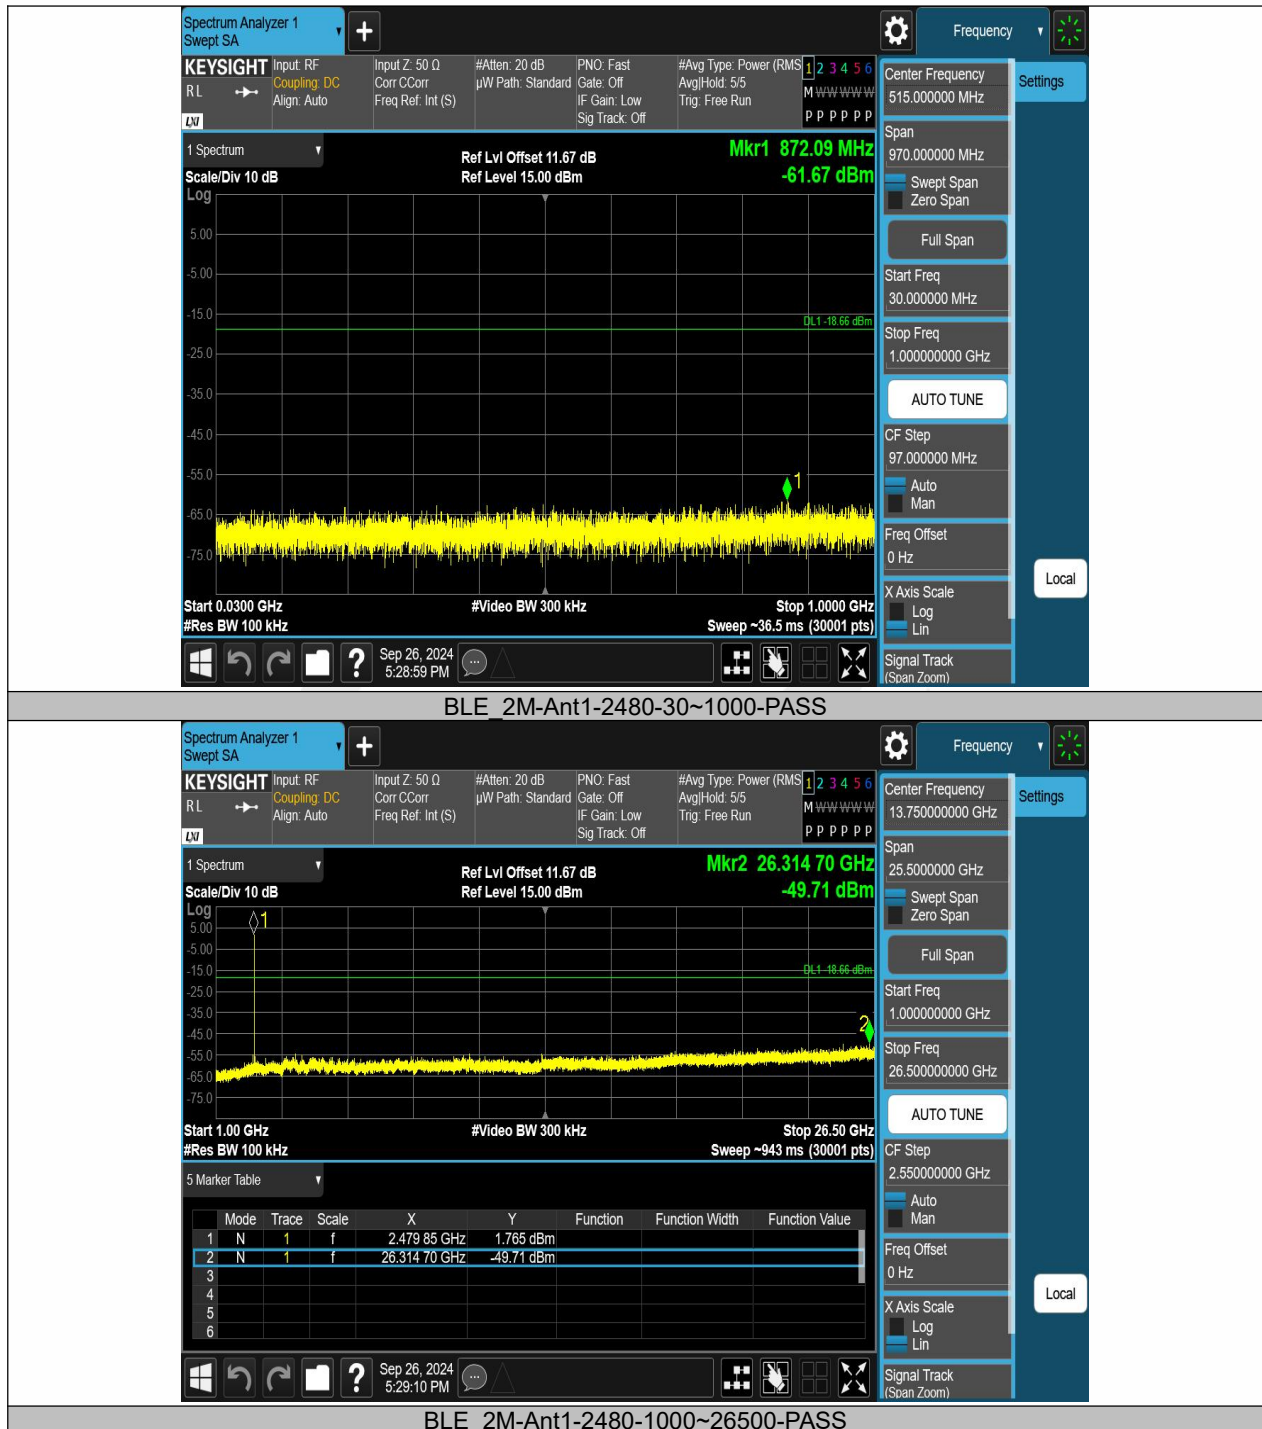 Spectrum Analyzer 1
Swept SA
Frequency
KEYSIGHT
R L
LXI
Input: RF
Coupling: DC
Align: Auto
Input Z: 50 Ω
Corr CCorr
Freq Ref: Int (S)
#Atten: 20 dB
µW Path: Standard
PNO: Fast
Gate: Off
IF Gain: Low
Sig Track: Off
#Avg Type: Power (RMS
Avg|Hold: 5/5
Trig: Free Run
1 2 3 4 5 6
M W W W W W
P P P P P P
1 Spectrum
Scale/Div 10 dB
Log
Ref Lvl Offset 11.67 dB
Ref Level 15.00 dBm
Mkr1 872.09 MHz
-61.67 dBm
5.00
-5.00
-15.0
DL1 -18.66 dBm
-25.0
-35.0
-45.0
-55.0
1
-65.0
-75.0
Start 0.0300 GHz
#Res BW 100 kHz
#Video BW 300 kHz
Stop 1.0000 GHz
Sweep ~36.5 ms (30001 pts)
Sep 26, 2024
5:28:59 PM
Center Frequency
515.000000 MHz
Settings
Span
970.000000 MHz
Swept Span
Zero Span
Full Span
Start Freq
30.000000 MHz
Stop Freq
1.000000000 GHz
AUTO TUNE
CF Step
97.000000 MHz
Auto
Man
Freq Offset
0 Hz
Local
X Axis Scale
Log
Lin
Signal Track
(Span Zoom)
BLE_2M-Ant1-2480-30~1000-PASS
Spectrum Analyzer 1
Swept SA
Frequency
KEYSIGHT
R L
LXI
Input: RF
Coupling: DC
Align: Auto
Input Z: 50 Ω
Corr CCorr
Freq Ref: Int (S)
#Atten: 20 dB
µW Path: Standard
PNO: Fast
Gate: Off
IF Gain: Low
Sig Track: Off
#Avg Type: Power (RMS
Avg|Hold: 5/5
Trig: Free Run
1 2 3 4 5 6
M W W W W W
P P P P P P
1 Spectrum
Scale/Div 10 dB
Log
Ref Lvl Offset 11.67 dB
Ref Level 15.00 dBm
Mkr2 26.314 70 GHz
-49.71 dBm
1
5.00
-5.00
-15.0
DL1 -18.66 dBm
-25.0
-35.0
2
-45.0
-55.0
-65.0
-75.0
Start 1.00 GHz
#Res BW 100 kHz
#Video BW 300 kHz
Stop 26.50 GHz
Sweep ~943 ms (30001 pts)
5 Marker Table
Mode Trace Scale X Y Function Function Width Function Value
1 N 1 f 2.479 85 GHz 1.765 dBm
2 N 1 f 26.314 70 GHz -49.71 dBm
3
4
5
6
Sep 26, 2024
5:29:10 PM
Center Frequency
13.750000000 GHz
Settings
Span
25.5000000 GHz
Swept Span
Zero Span
Full Span
Start Freq
1.000000000 GHz
Stop Freq
26.500000000 GHz
AUTO TUNE
CF Step
2.550000000 GHz
Auto
Man
Freq Offset
0 Hz
Local
X Axis Scale
Log
Lin
Signal Track
(Span Zoom)
BLE_2M-Ant1-2480-1000~26500-PASS